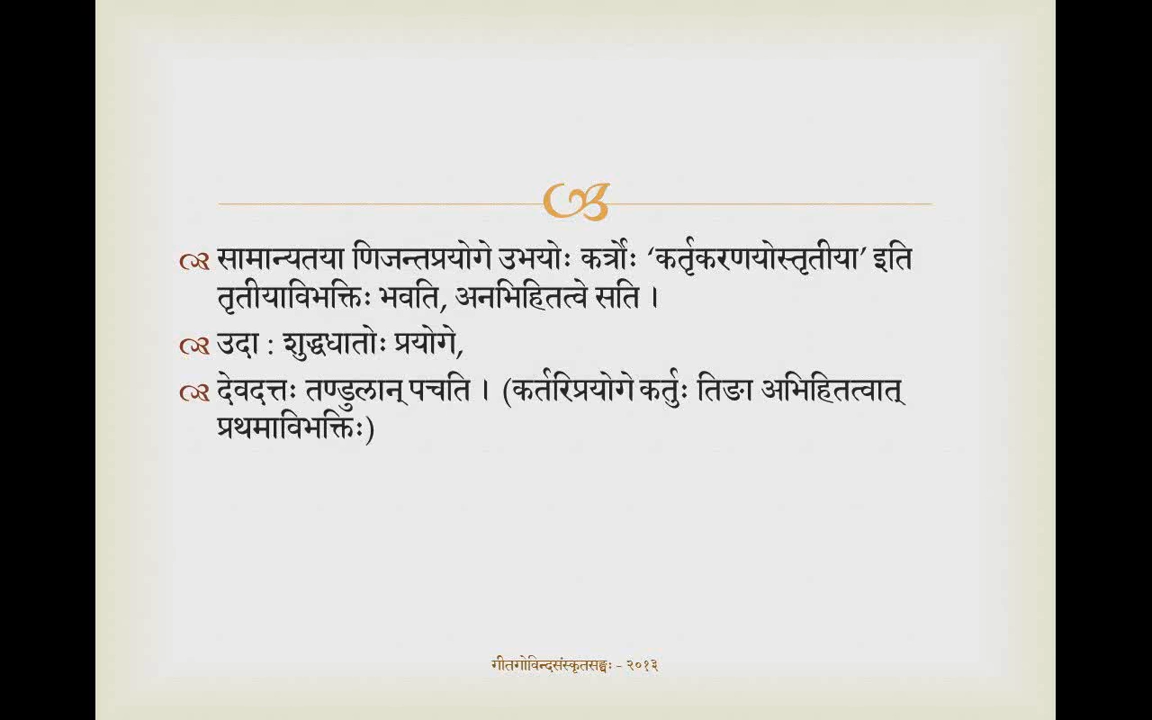 सामान्यतया णिजन्तप्रयोगे उभयोः कर्त्रोः ‘कर्तृकरणयोस्तृतीया’ इति
तृतीयाविभक्तिः भवति, अनभिहितत्वे सति ।
उदा : शुद्धधातोः प्रयोगे,
देवदत्तः तण्डुलान् पचति । (कर्तरिप्रयोगे कर्तुः तिङा अभिहितत्वात्
प्रथमाविभक्तिः)
गीतगोविन्दसंस्कृतसङ्घः - २०१३